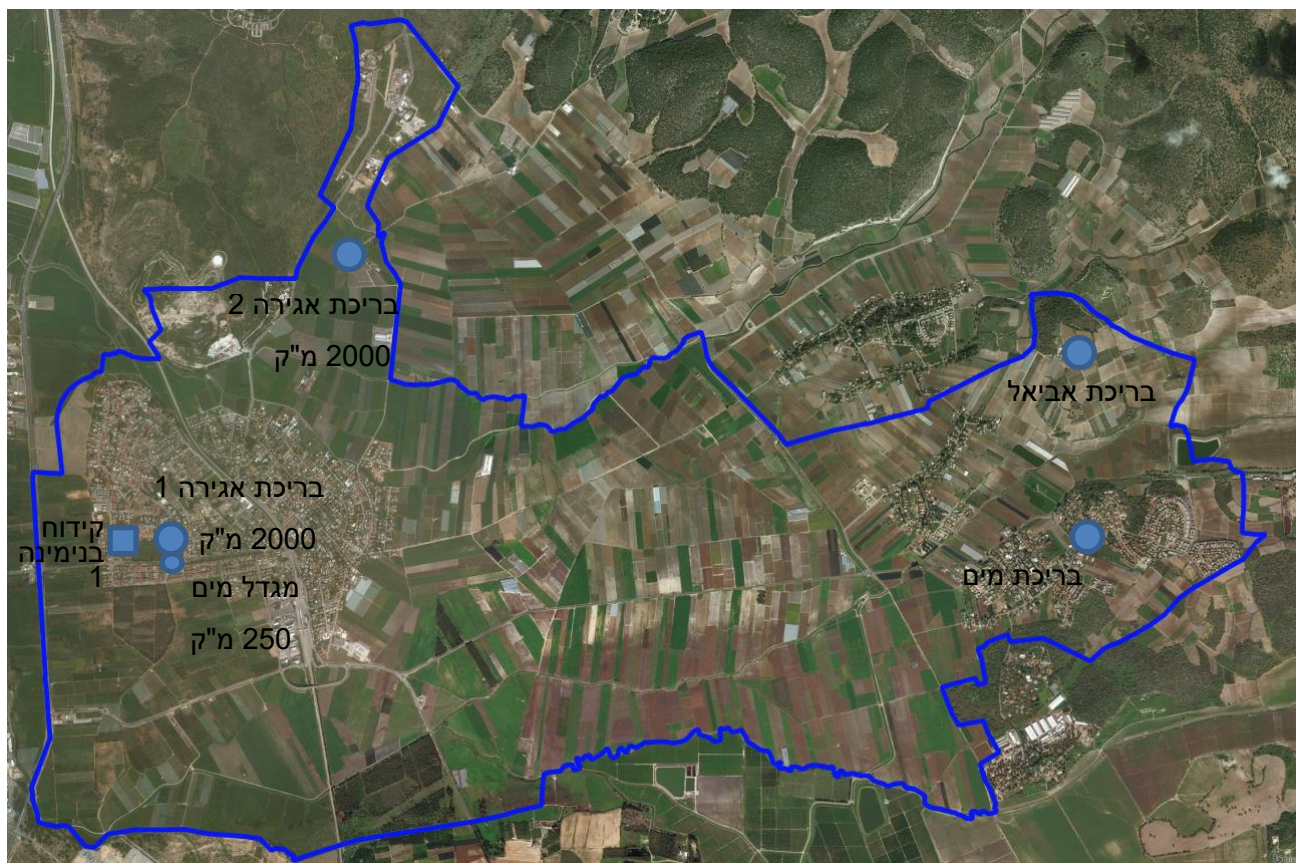 בריכת אגירה 2
2000 מ"ק
בריכת אביאל
בריכת אגירה 1
2000 מ"ק
קידוח
בנימינה
1
מגדל מים
250 מ"ק
בריכת מים